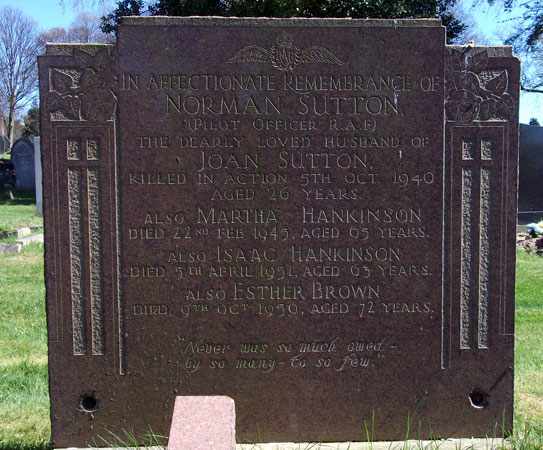 IN AFFECTIONATE REMEMBRANCE OF
NORMAN SUTTON,
(PILOT OFFICER R.A.F.)
THE DEARLY LOVED HUSBAND OF
JOAN SUTTON,
KILLED IN ACTION 5TH OCT. 1940
AGED 26 YEARS.
ALSO MARTHA HANKINSON
DIED 22ND FEB 1945, AGED 65 YEARS.
ALSO ISAAC HANKINSON
DIED 5TH APRIL 1951, AGED 63 YEARS.
ALSO ESTHER BROWN
DIED 9TH OCT 1950, AGED 72 YEARS.
"Never was so much owed -
by so many - to so few."